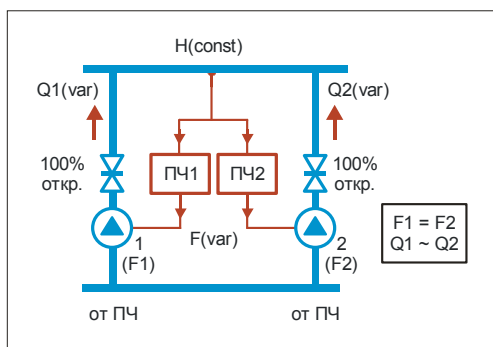 H(const)
Q1(var)
Q2(var)
100%
откр.
ПЧ1
ПЧ2
100%
откр.
F(var)
1
(F1)
2
(F2)
F1 = F2
Q1 ~ Q2
от ПЧ
от ПЧ